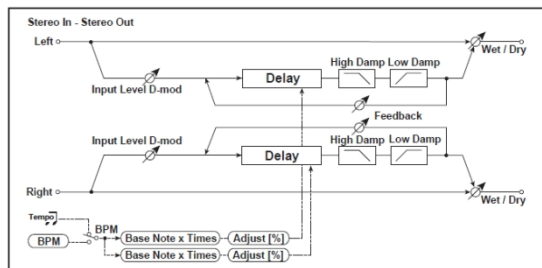 Stereo In - Stereo Out
Left
Wet / Dry
High Damp Low Damp
Delay
Input Level D-mod
Feedback
Input Level D-mod
High Damp Low Damp
Delay
Right
Wet / Dry
Tempo
BPM
BPM
Base Note x Times
Adjust [%]
Base Note x Times
Adjust [%]